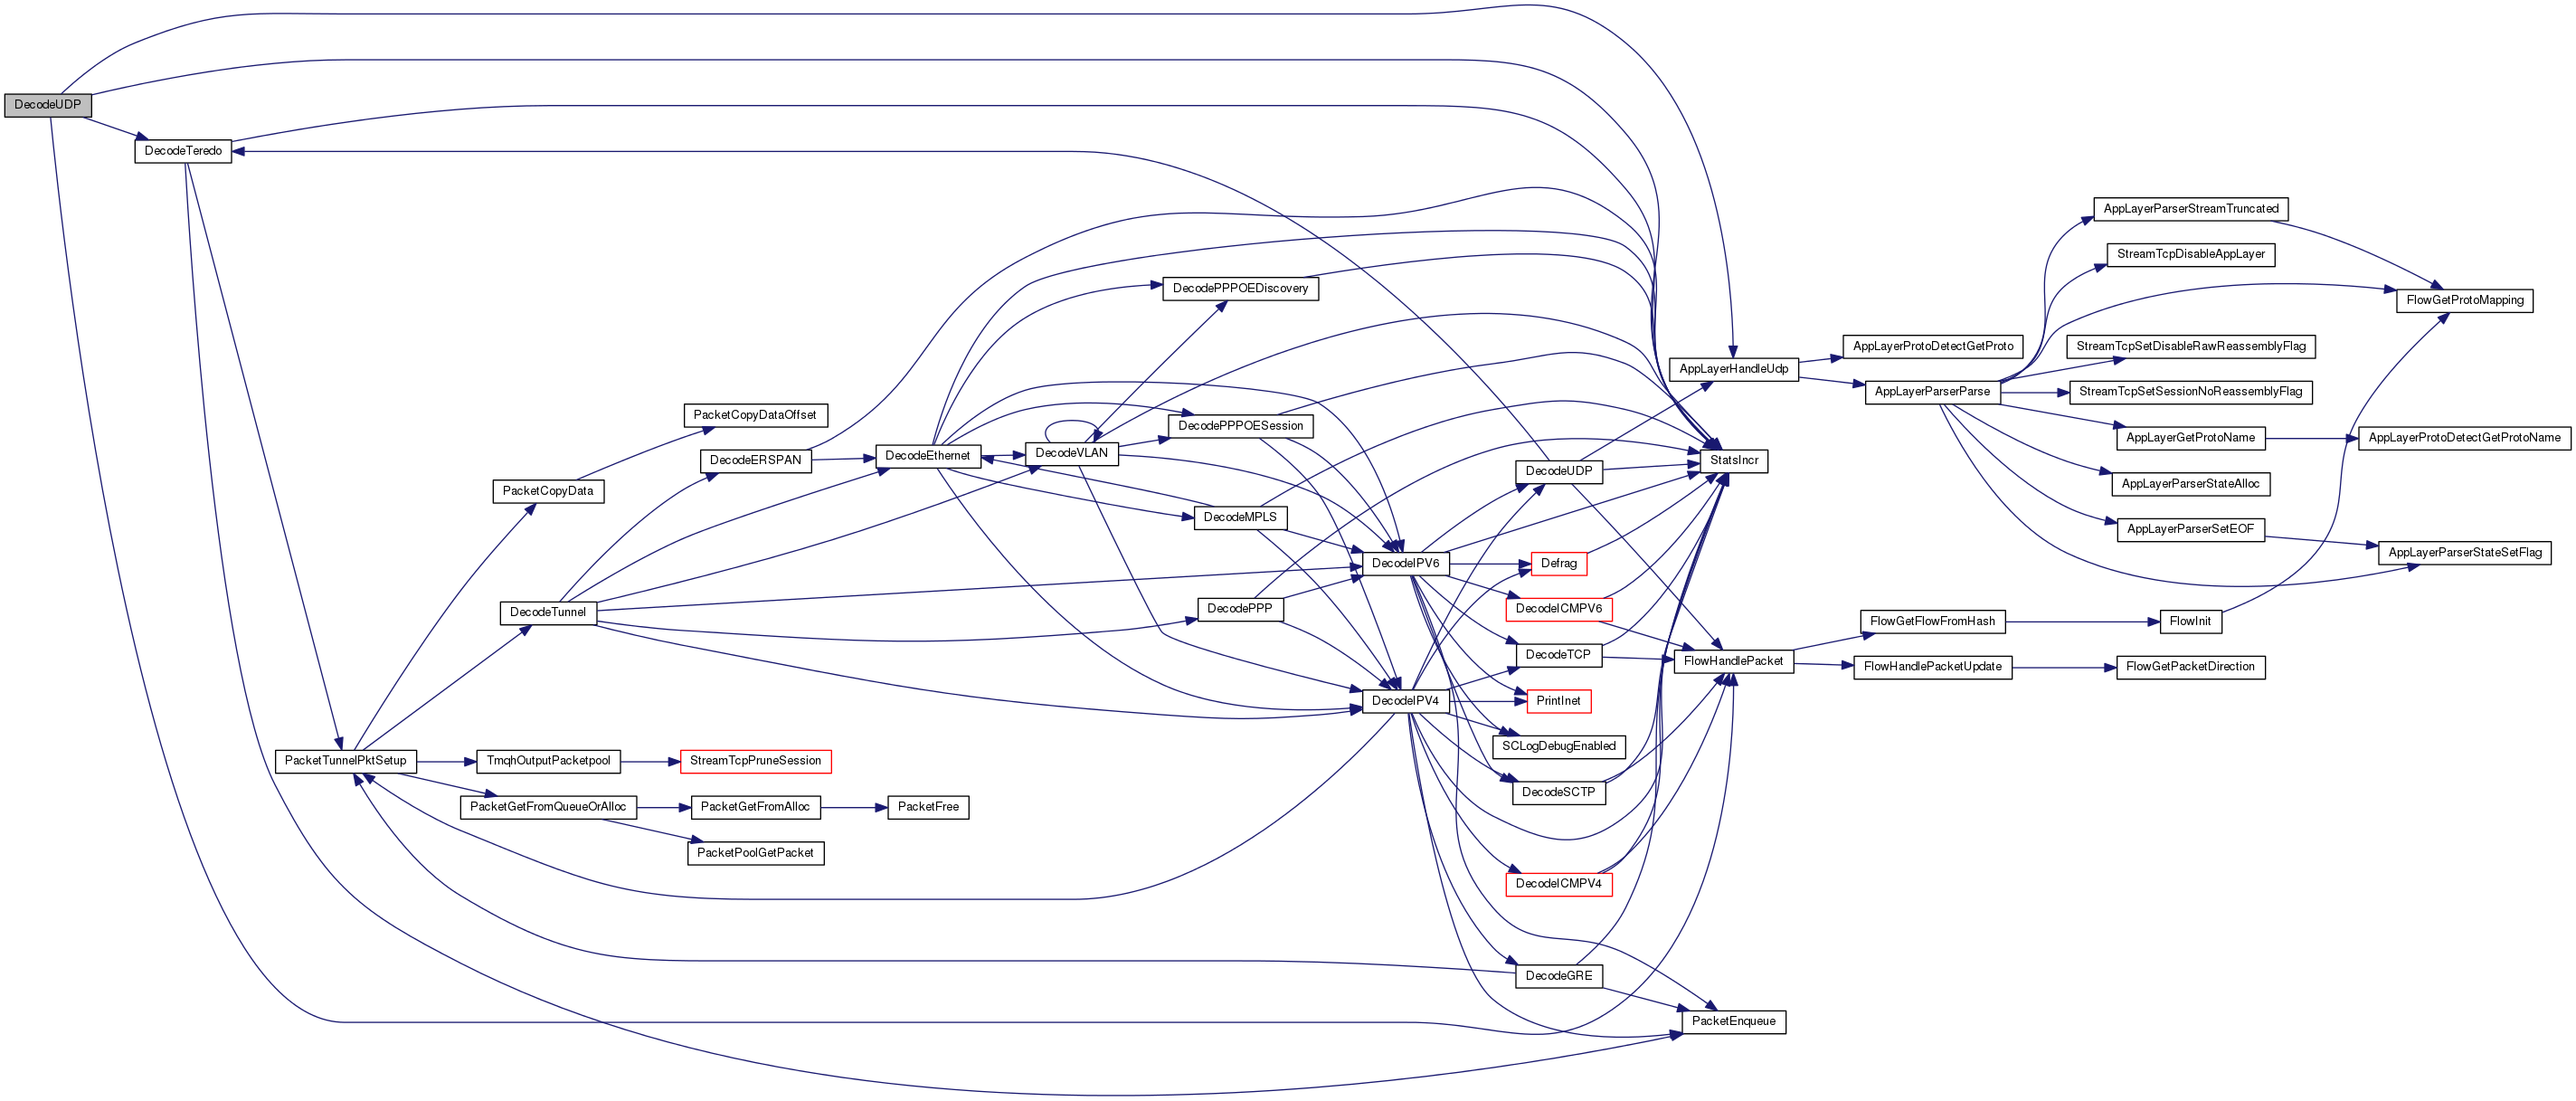 DecodeUDP
DecodeTeredo
AppLayerParserStreamTruncated
StreamTcpDisableAppLayer
DecodePPPOEDiscovery
FlowGetProtoMapping
AppLayerProtoDetectGetProto
StreamTcpSetDisableRawReassemblyFlag
AppLayerHandleUdp
AppLayerParserParse
StreamTcpSetSessionNoReassemblyFlag
PacketCopyDataOffset
DecodePPPOESession
AppLayerGetProtoName
AppLayerProtoDetectGetProtoName
DecodeERSPAN
DecodeEthernet
DecodeVLAN
StatsIncr
DecodeUDP
AppLayerParserStateAlloc
PacketCopyData
DecodeMPLS
AppLayerParserSetEOF
AppLayerParserStateSetFlag
DecodeIPV6
Defrag
DecodeTunnel
DecodePPP
DecodeICMPV6
FlowGetFlowFromHash
FlowInit
DecodeTCP
FlowHandlePacket
FlowHandlePacketUpdate
FlowGetPacketDirection
DecodeIPV4
PrintInet
SCLogDebugEnabled
PacketTunnelPktSetup
TmqhOutputPacketpool
StreamTcpPruneSession
DecodeSCTP
PacketGetFromQueueOrAlloc
PacketGetFromAlloc
PacketFree
PacketPoolGetPacket
DecodeICMPV4
DecodeGRE
PacketEnqueue